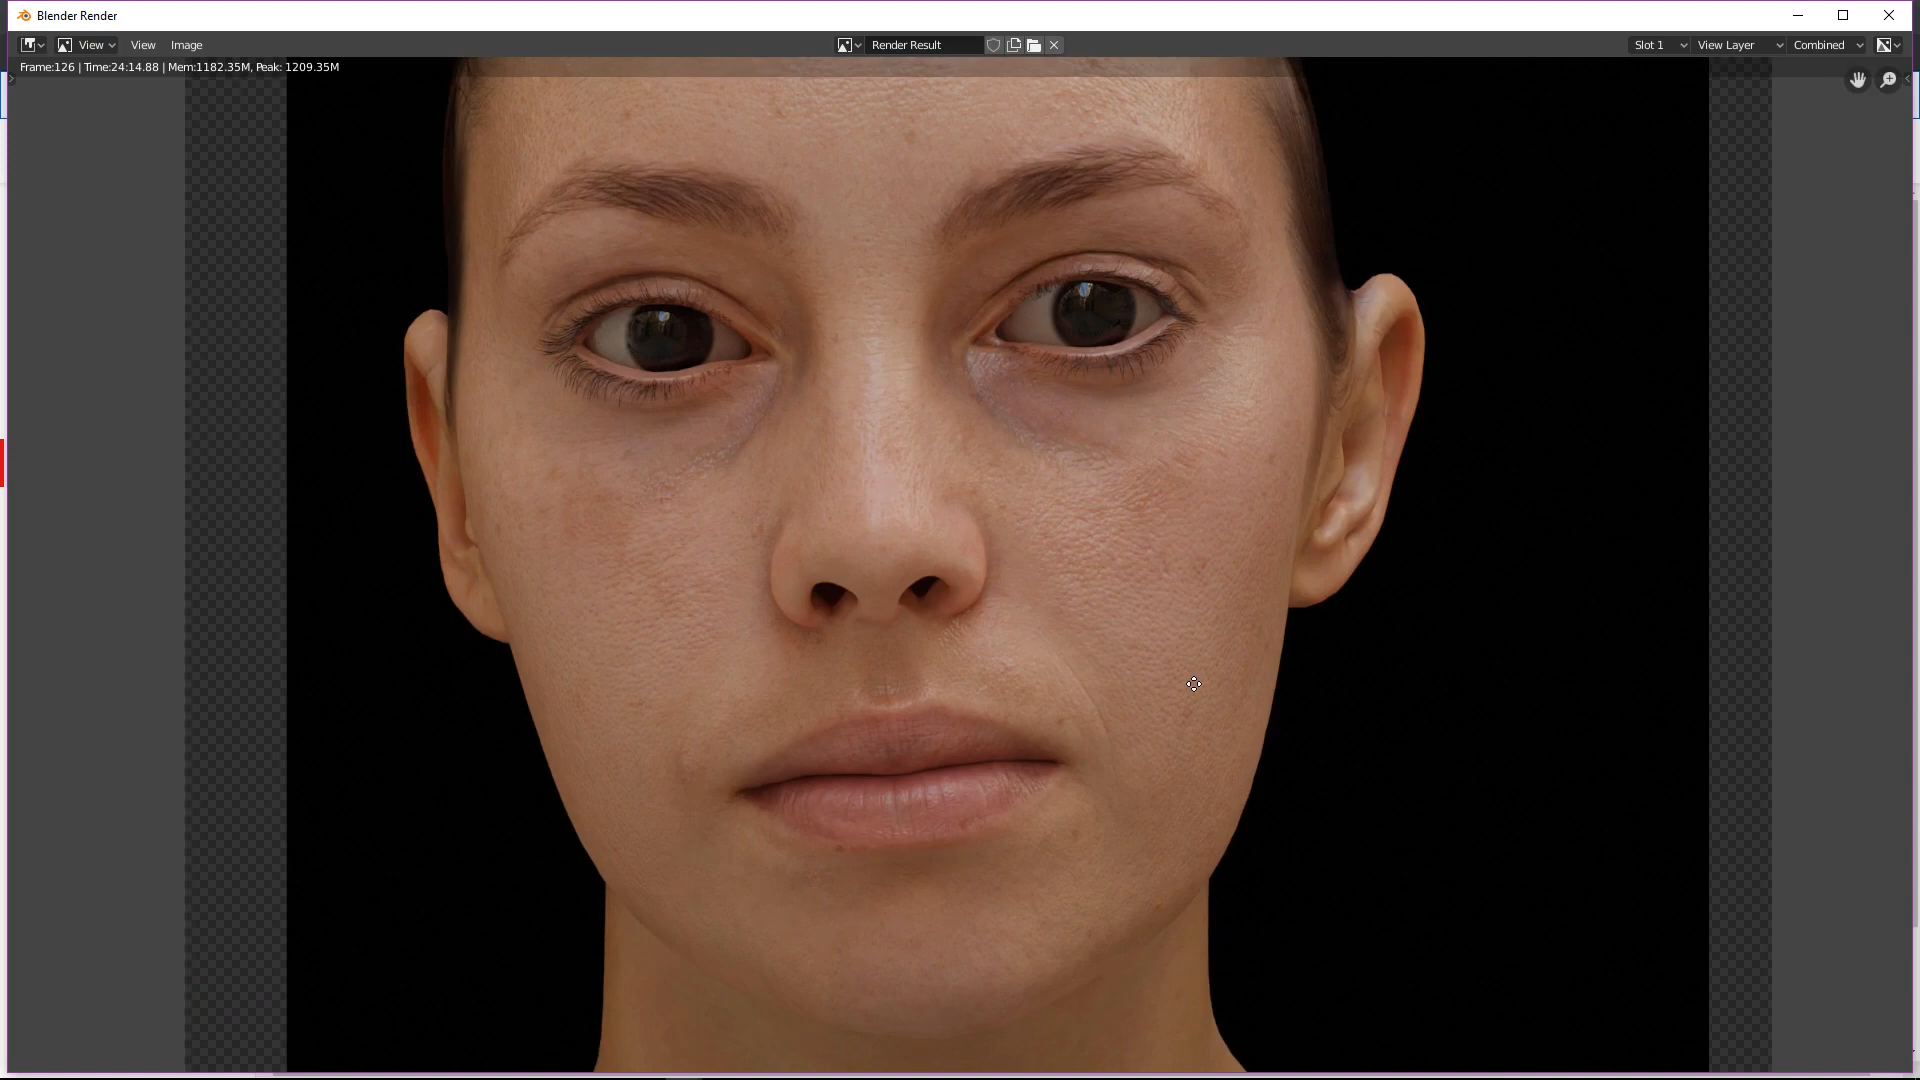 Blender Render
View View Image Render Result Slot 1 View Layer Combined
Frame:126 | Time:24:14.88 | Mem:1182.35M, Peak: 1209.35M